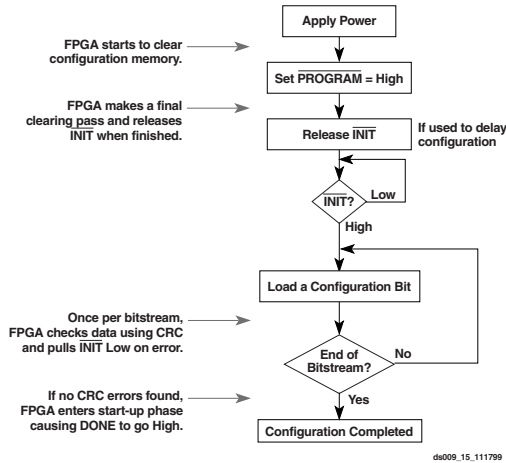 Apply Power
FPGA starts to clear
configuration memory.
Set PROGRAM = High
FPGA makes a final
clearing pass and releases
INIT when finished.
Release INIT
If used to delay
configuration
INIT?
Low
High
Load a Configuration Bit
Once per bitstream,
FPGA checks data using CRC
and pulls INIT Low on error.
End of
Bitstream?
No
Yes
If no CRC errors found,
FPGA enters start-up phase
causing DONE to go High.
Configuration Completed
ds009_15_111799